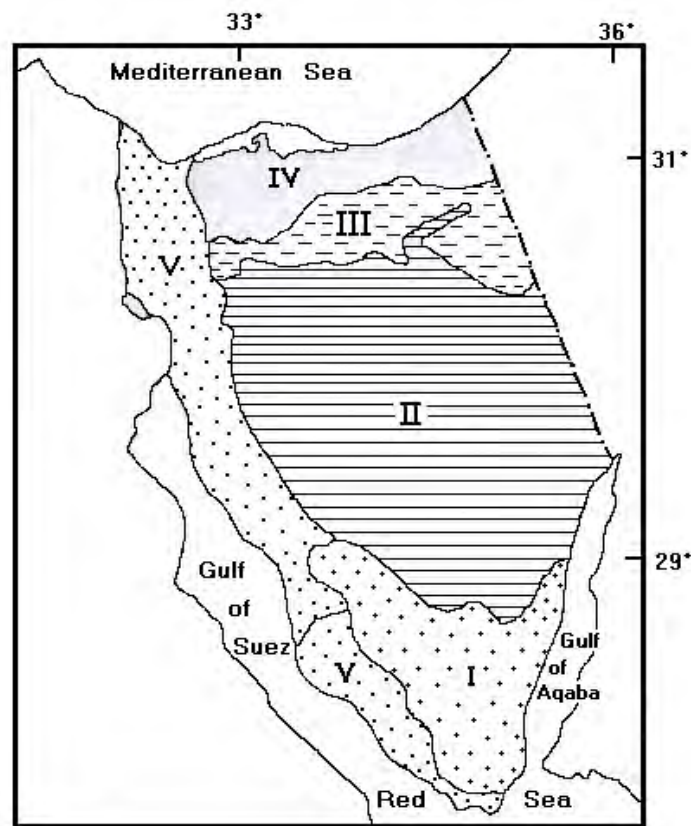 33°
36°
Mediterranean Sea
31°
IV
III
V
II
29°
Gulf
of
Suez
Gulf
of
Aqaba
V
I
Red Sea